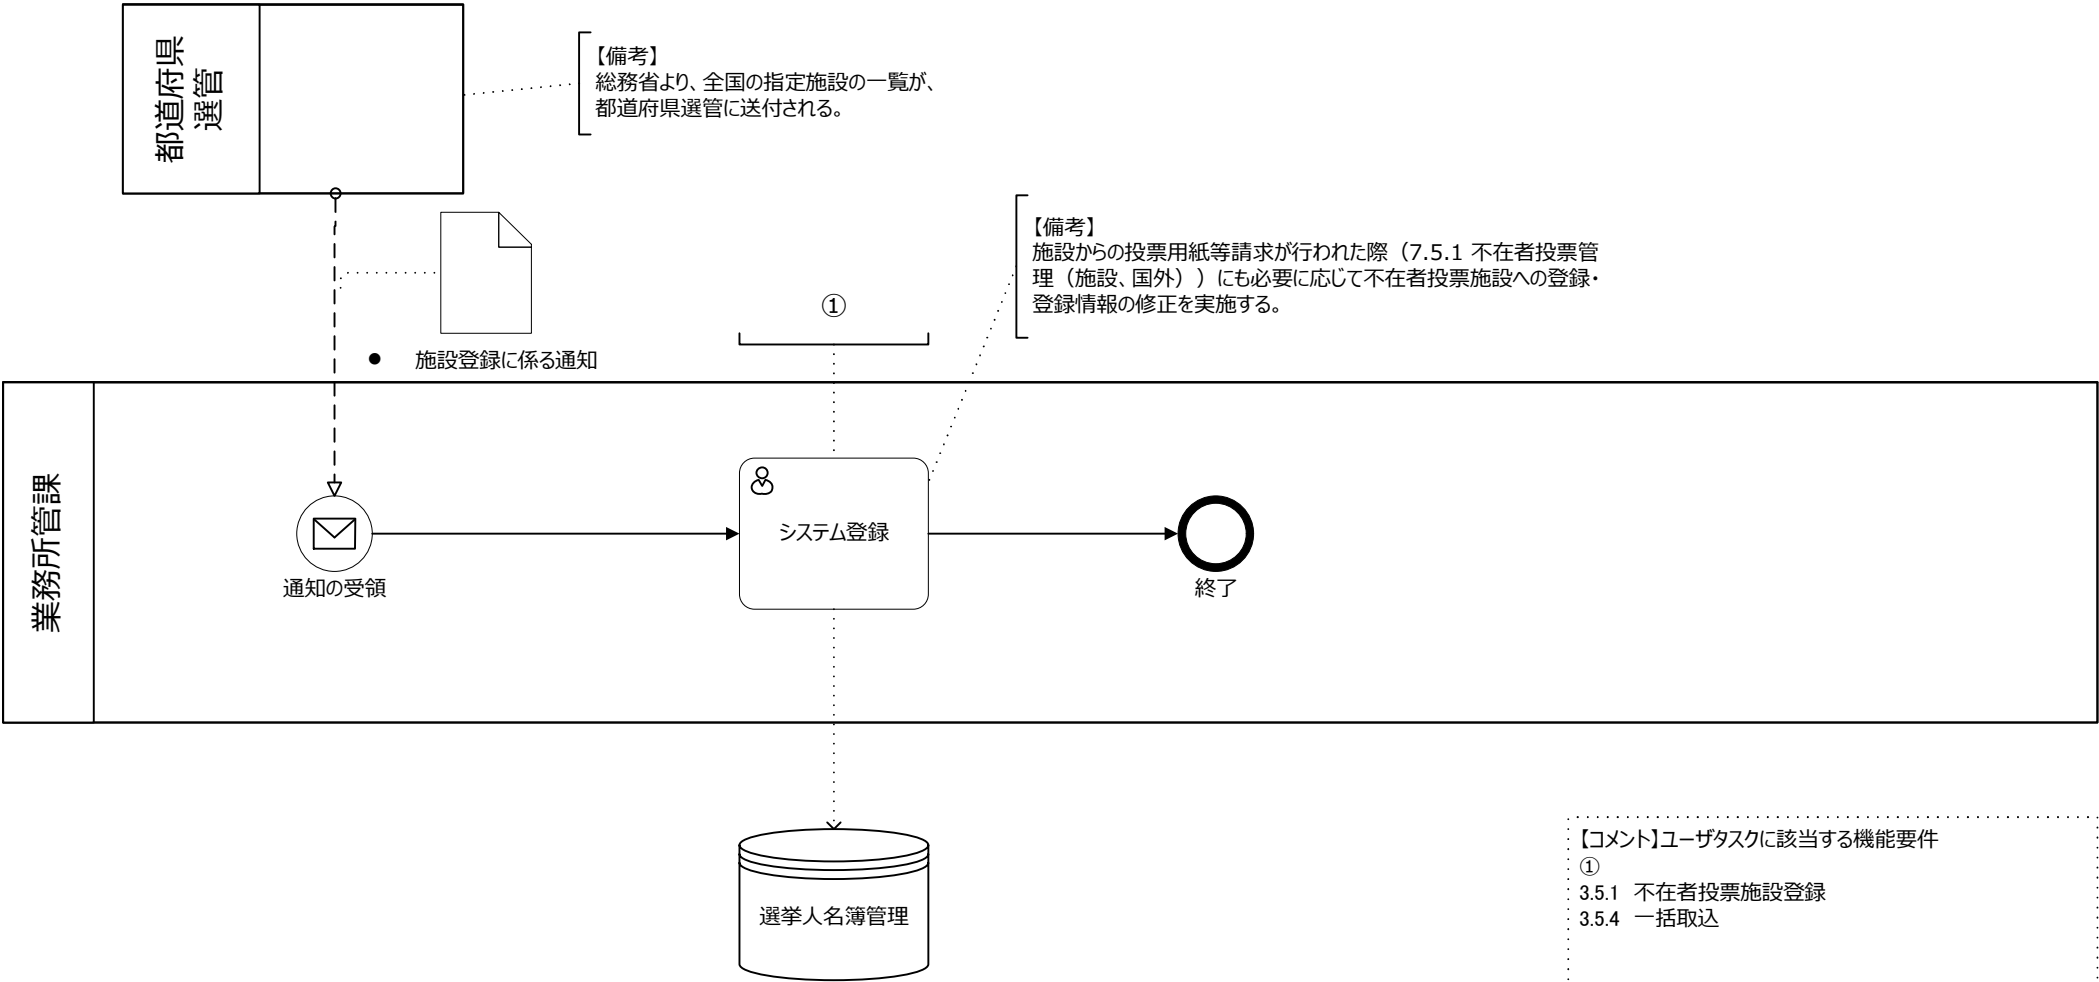 都道府県
選管
【備考】
総務省より、全国の指定施設の一覧が、
都道府県選管に送付される。
【備考】
施設からの投票用紙等請求が行われた際（7.5.1 不在者投票管
理（施設、国外））にも必要に応じて不在者投票施設への登録・
登録情報の修正を実施する。
①
● 施設登録に係る通知
業務所管課
通知の受領
システム登録
終了
選挙人名簿管理
【コメント】ユーザタスクに該当する機能要件
①
3.5.1 不在者投票施設登録
3.5.4 一括取込